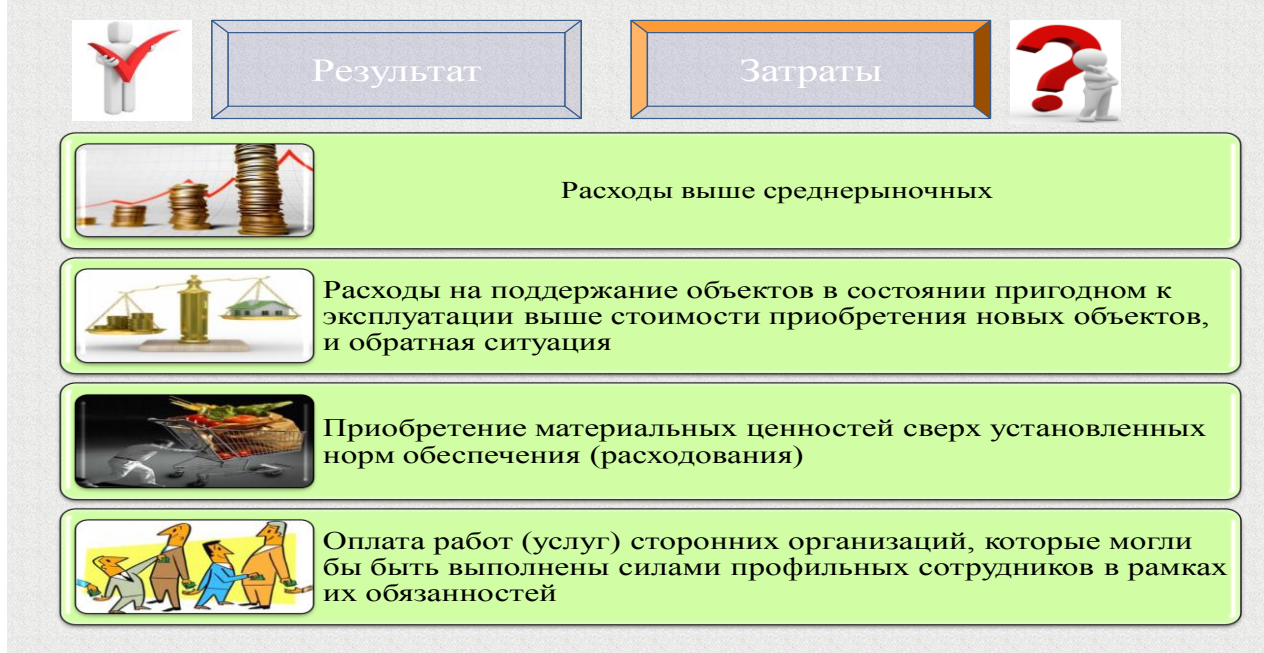 Результат
Затраты
Расходы выше среднерыночных
Расходы на поддержание объектов в состоянии пригодном к
эксплуатации выше стоимости приобретения новых объектов,
и обратная ситуация
Приобретение материальных ценностей сверх установленных
норм обеспечения (расходования)
Оплата работ (услуг) сторонних организаций, которые могли
бы быть выполнены силами профильных сотрудников в рамках
их обязанностей